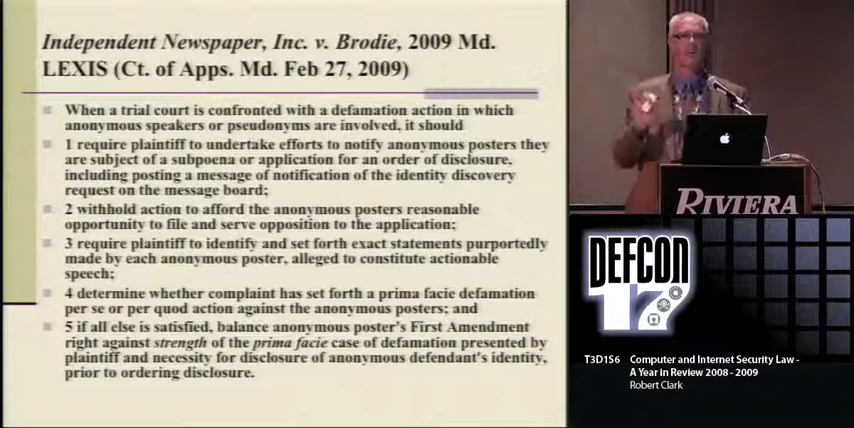 Independent Newspaper, Inc. v. Brodie, 2009 Md.
LEXIS (Ct. of Apps. Md. Feb 27, 2009)
When a trial court is confronted with a defamation action in which
anonymous speakers or pseudonyms are involved, it should
1 require plaintiff to undertake efforts to notify anonymous posters they
are subject of a subpoena or application for an order of disclosure,
including posting a message of notification of the identity discovery
request on the message board;
2 withhold action to afford the anonymous posters reasonable
opportunity to file and serve opposition to the application;
3 require plaintiff to identify and set forth exact statements purportedly
made by each anonymous poster, alleged to constitute actionable
speech;
4 determine whether complaint has set forth a prima facie defamation
per se or per quod action against the anonymous posters; and
5 if all else is satisfied, balance anonymous poster's First Amendment
right against strength of the prima facie case of defamation presented by
plaintiff and necessity for disclosure of anonymous defendant's identity,
prior to ordering disclosure.
RIVIERA
DEFCON
17
T3D1S6 Computer and Internet Security Law -
A Year in Review 2008 - 2009
Robert Clark